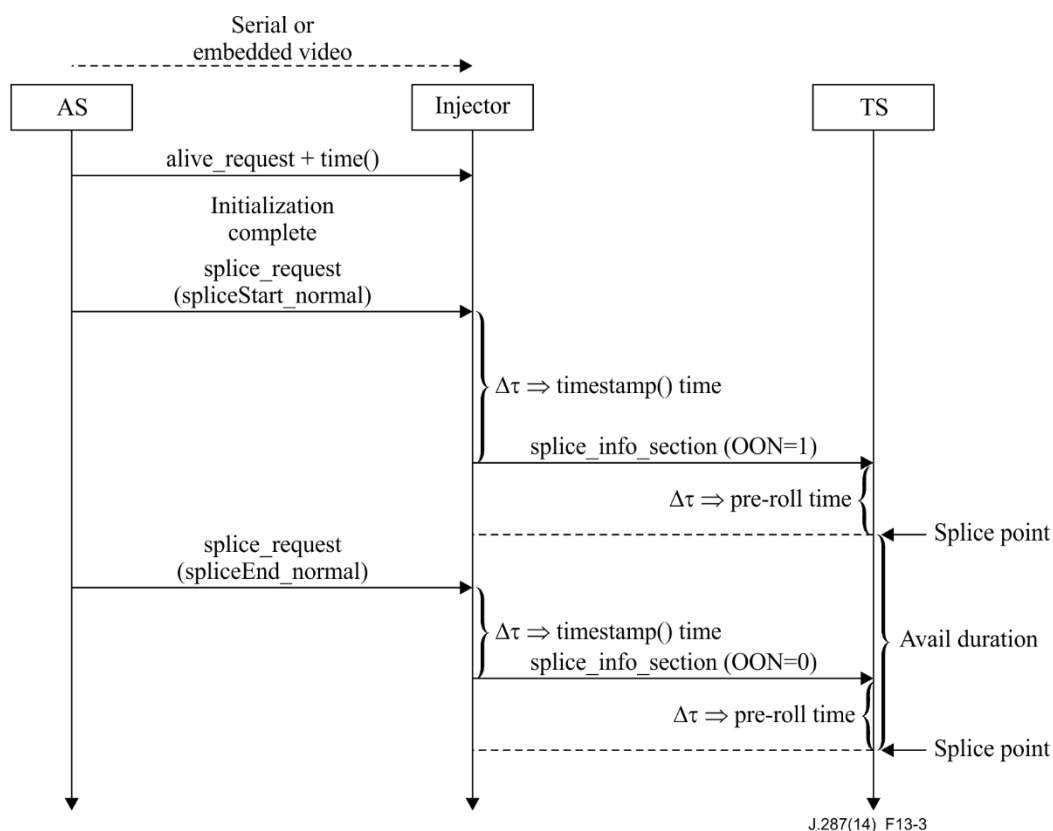 Serial or
embedded video
AS
Injector
TS
alive_request + time()
Initialization
complete
splice_request
(spliceStart_normal)
Δτ ⇒ timestamp() time
splice_info_section (OON=1)
Δτ ⇒ pre-roll time
Splice point
splice_request
(spliceEnd_normal)
Δτ ⇒ timestamp() time
Avail duration
splice_info_section (OON=0)
Δτ ⇒ pre-roll time
Splice point
J.287(14)_F13-3